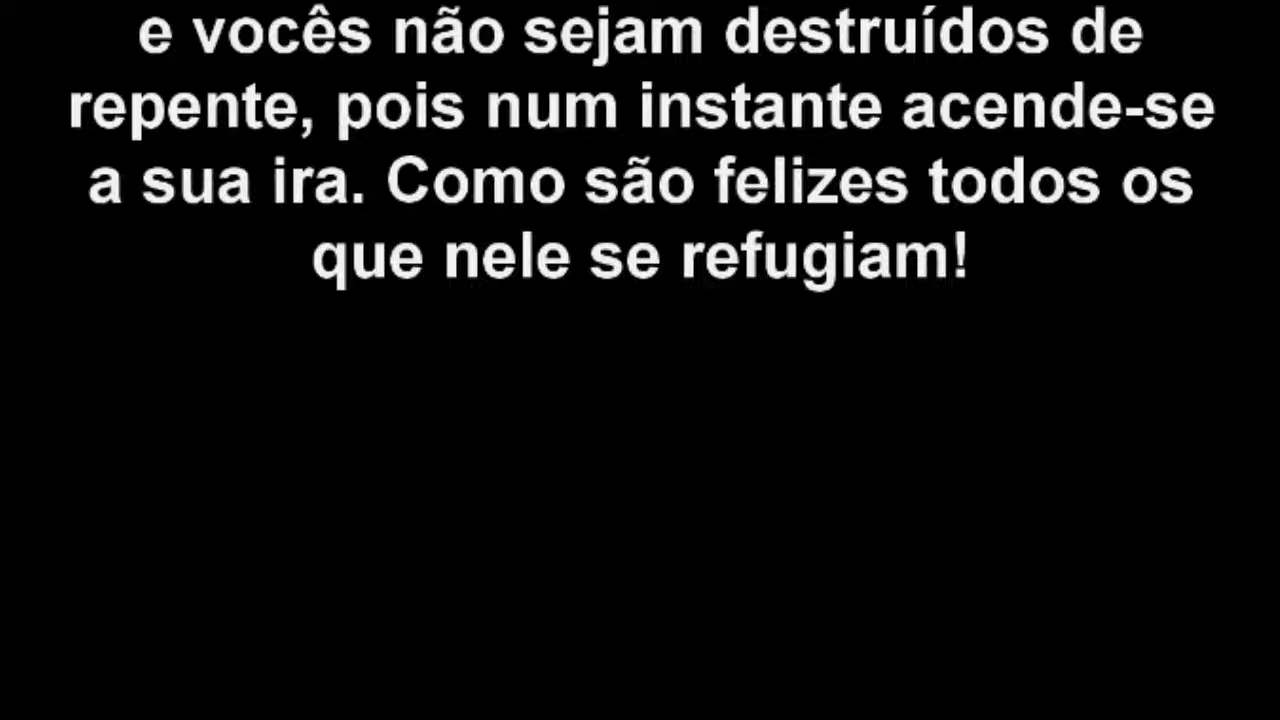 e vocês não sejam destruídos de
repente, pois num instante acende-se
a sua ira. Como são felizes todos os
que nele se refugiam!